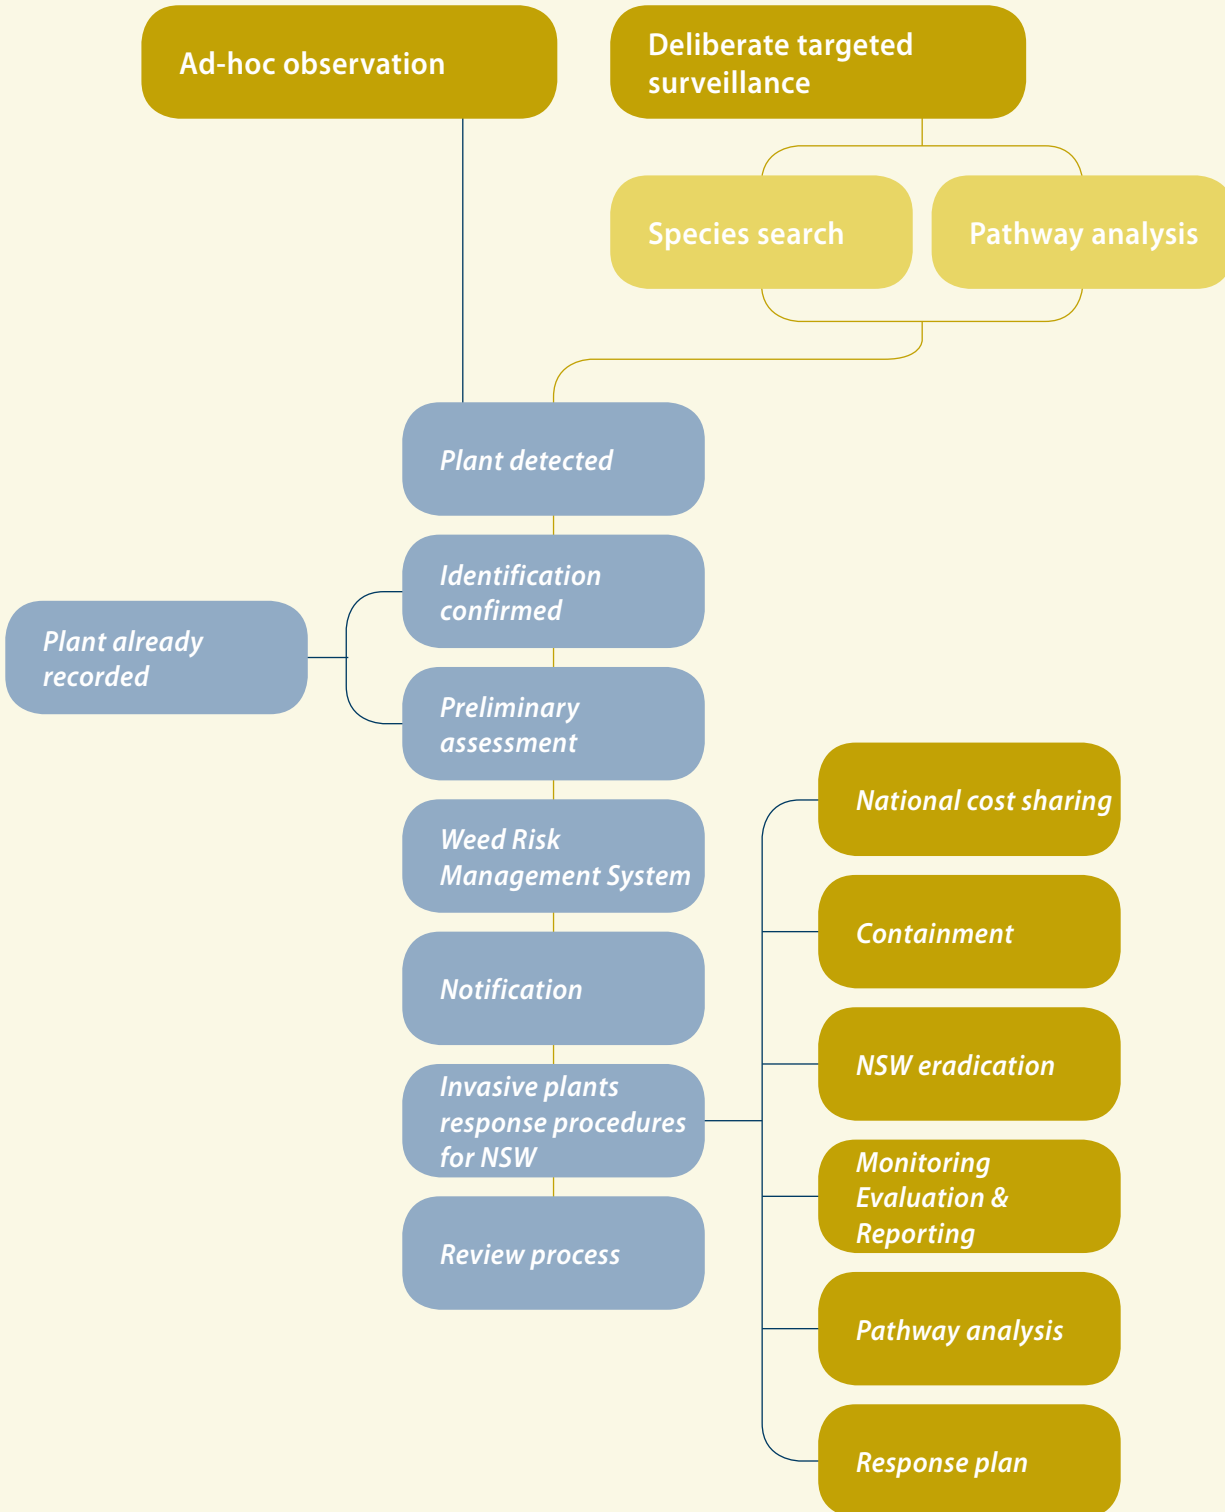 Ad-hoc observation
Deliberate targeted
surveillance
Species search
Pathway analysis
Plant detected
Identification
confirmed
Plant already
recorded
Preliminary
assessment
Weed Risk
Management System
Notification
Invasive plants
response procedures
for NSW
Review process
National cost sharing
Containment
NSW eradication
Monitoring
Evaluation &
Reporting
Pathway analysis
Response plan